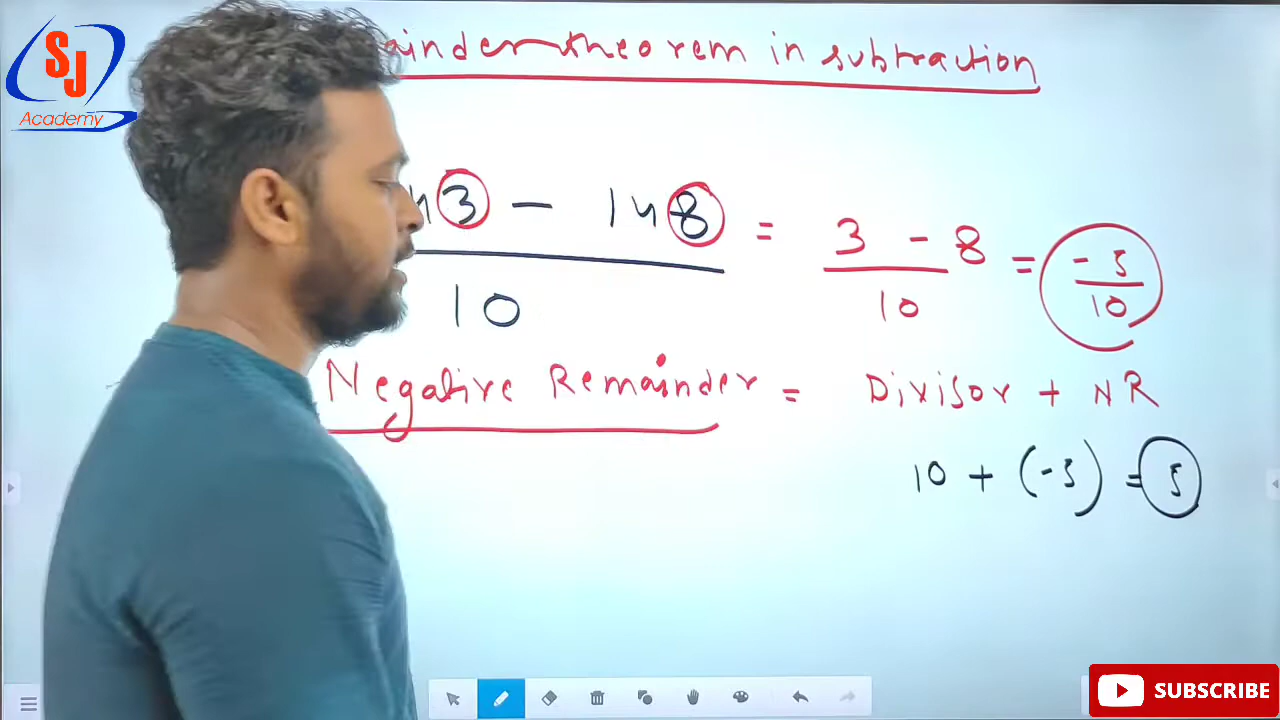 SJ
Academy
theorem in subtraction
3 - 148 = 3 - 8 = -5
10 10 10
Negative Remainder = Divisor + NR
10 + (-5) = 5
SUBSCRIBE